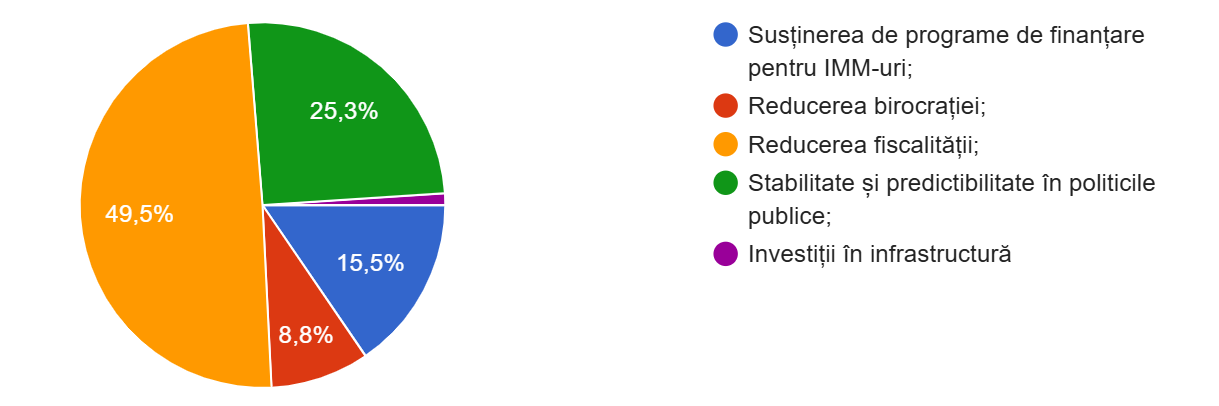 25,3%
49,5%
15,5%
8,8%
Susținerea de programe de finanțare
pentru IMM-uri;
Reducerea birocrației;
Reducerea fiscalității;
Stabilitate și predictibilitate în politicile
publice;
Investiții în infrastructură